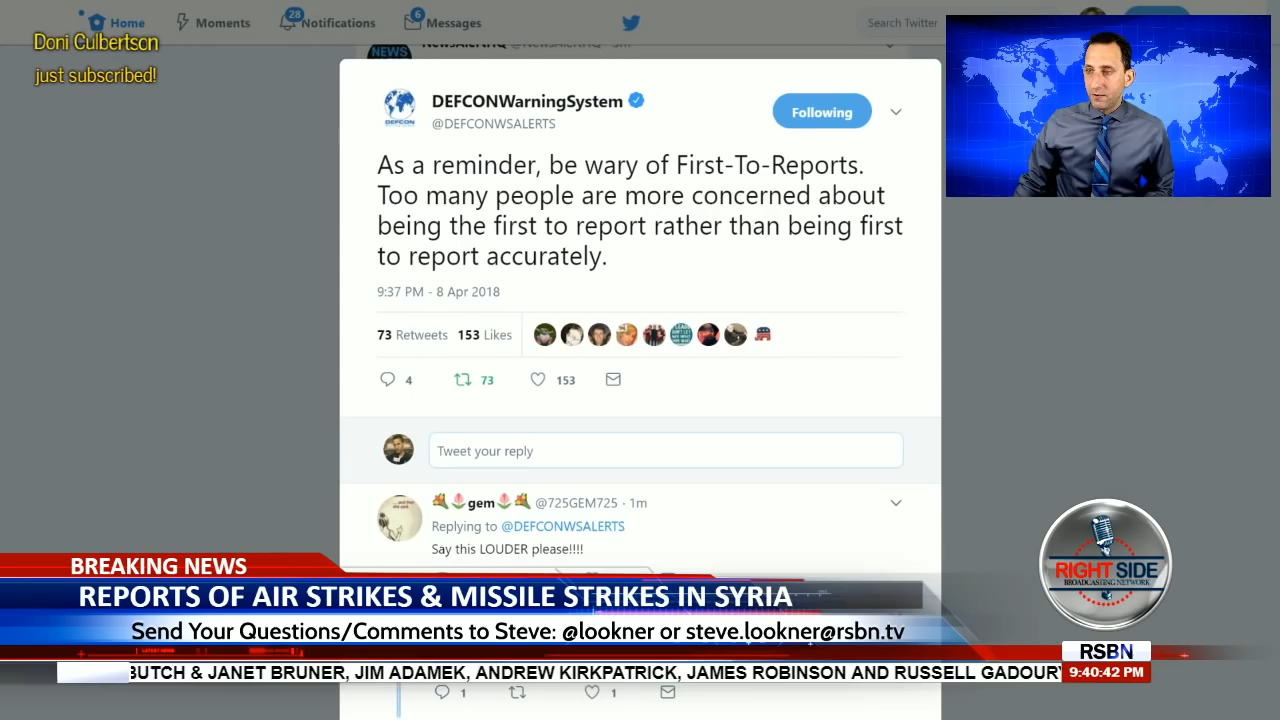 Home
Moments
28
Notifications
6
Messages
Search Twitter
Doni Culbertson
just subscribed!
NEWS
DEFCONWarningSystem
@DEFCONWSALERTS
Following
DEFCON
As a reminder, be wary of First-To-Reports.
Too many people are more concerned about
being the first to report rather than being first
to report accurately.
9:37 PM - 8 Apr 2018
73 Retweets 153 Likes
4 73 153
Tweet your reply
gem @725GEM725 · 1m
Replying to @DEFCONWSALERTS
Say this LOUDER please!!!!
BREAKING NEWS
REPORTS OF AIR STRIKES & MISSILE STRIKES IN SYRIA
Send Your Questions/Comments to Steve: @lookner or steve.lookner@rsbn.tv
LATEST NEWS
RIGHT SIDE
BROADCASTING NETWORK
RSBN
BUTCH & JANET BRUNER, JIM ADAMEK, ANDREW KIRKPATRICK, JAMES ROBINSON AND RUSSELL GADOURY
9:40:42 PM
1 1